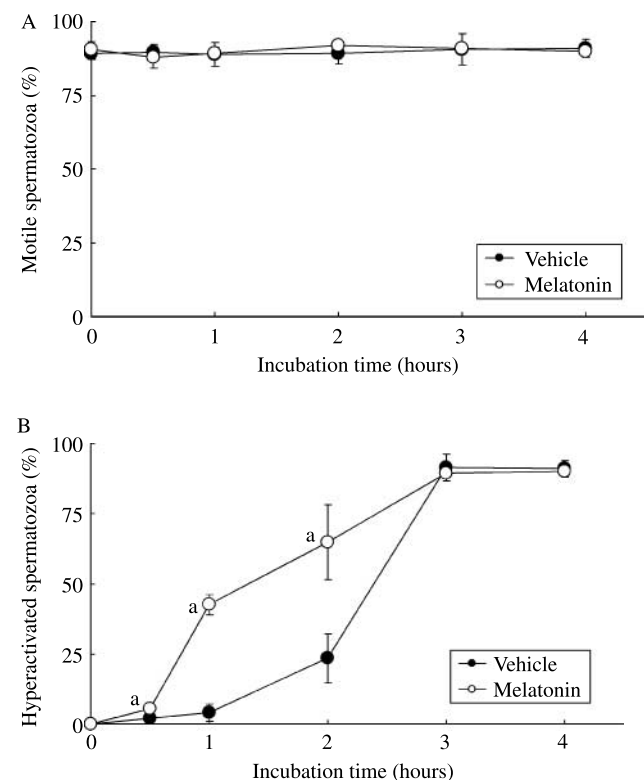 A
100
75
50
25
0
Motile spermatozoa (%)
Vehicle
Melatonin
0 1 2 3 4
Incubation time (hours)
B
100
75
50
25
0
Hyperactivated spermatozoa (%)
a
a
a
Vehicle
Melatonin
0 1 2 3 4
Incubation time (hours)